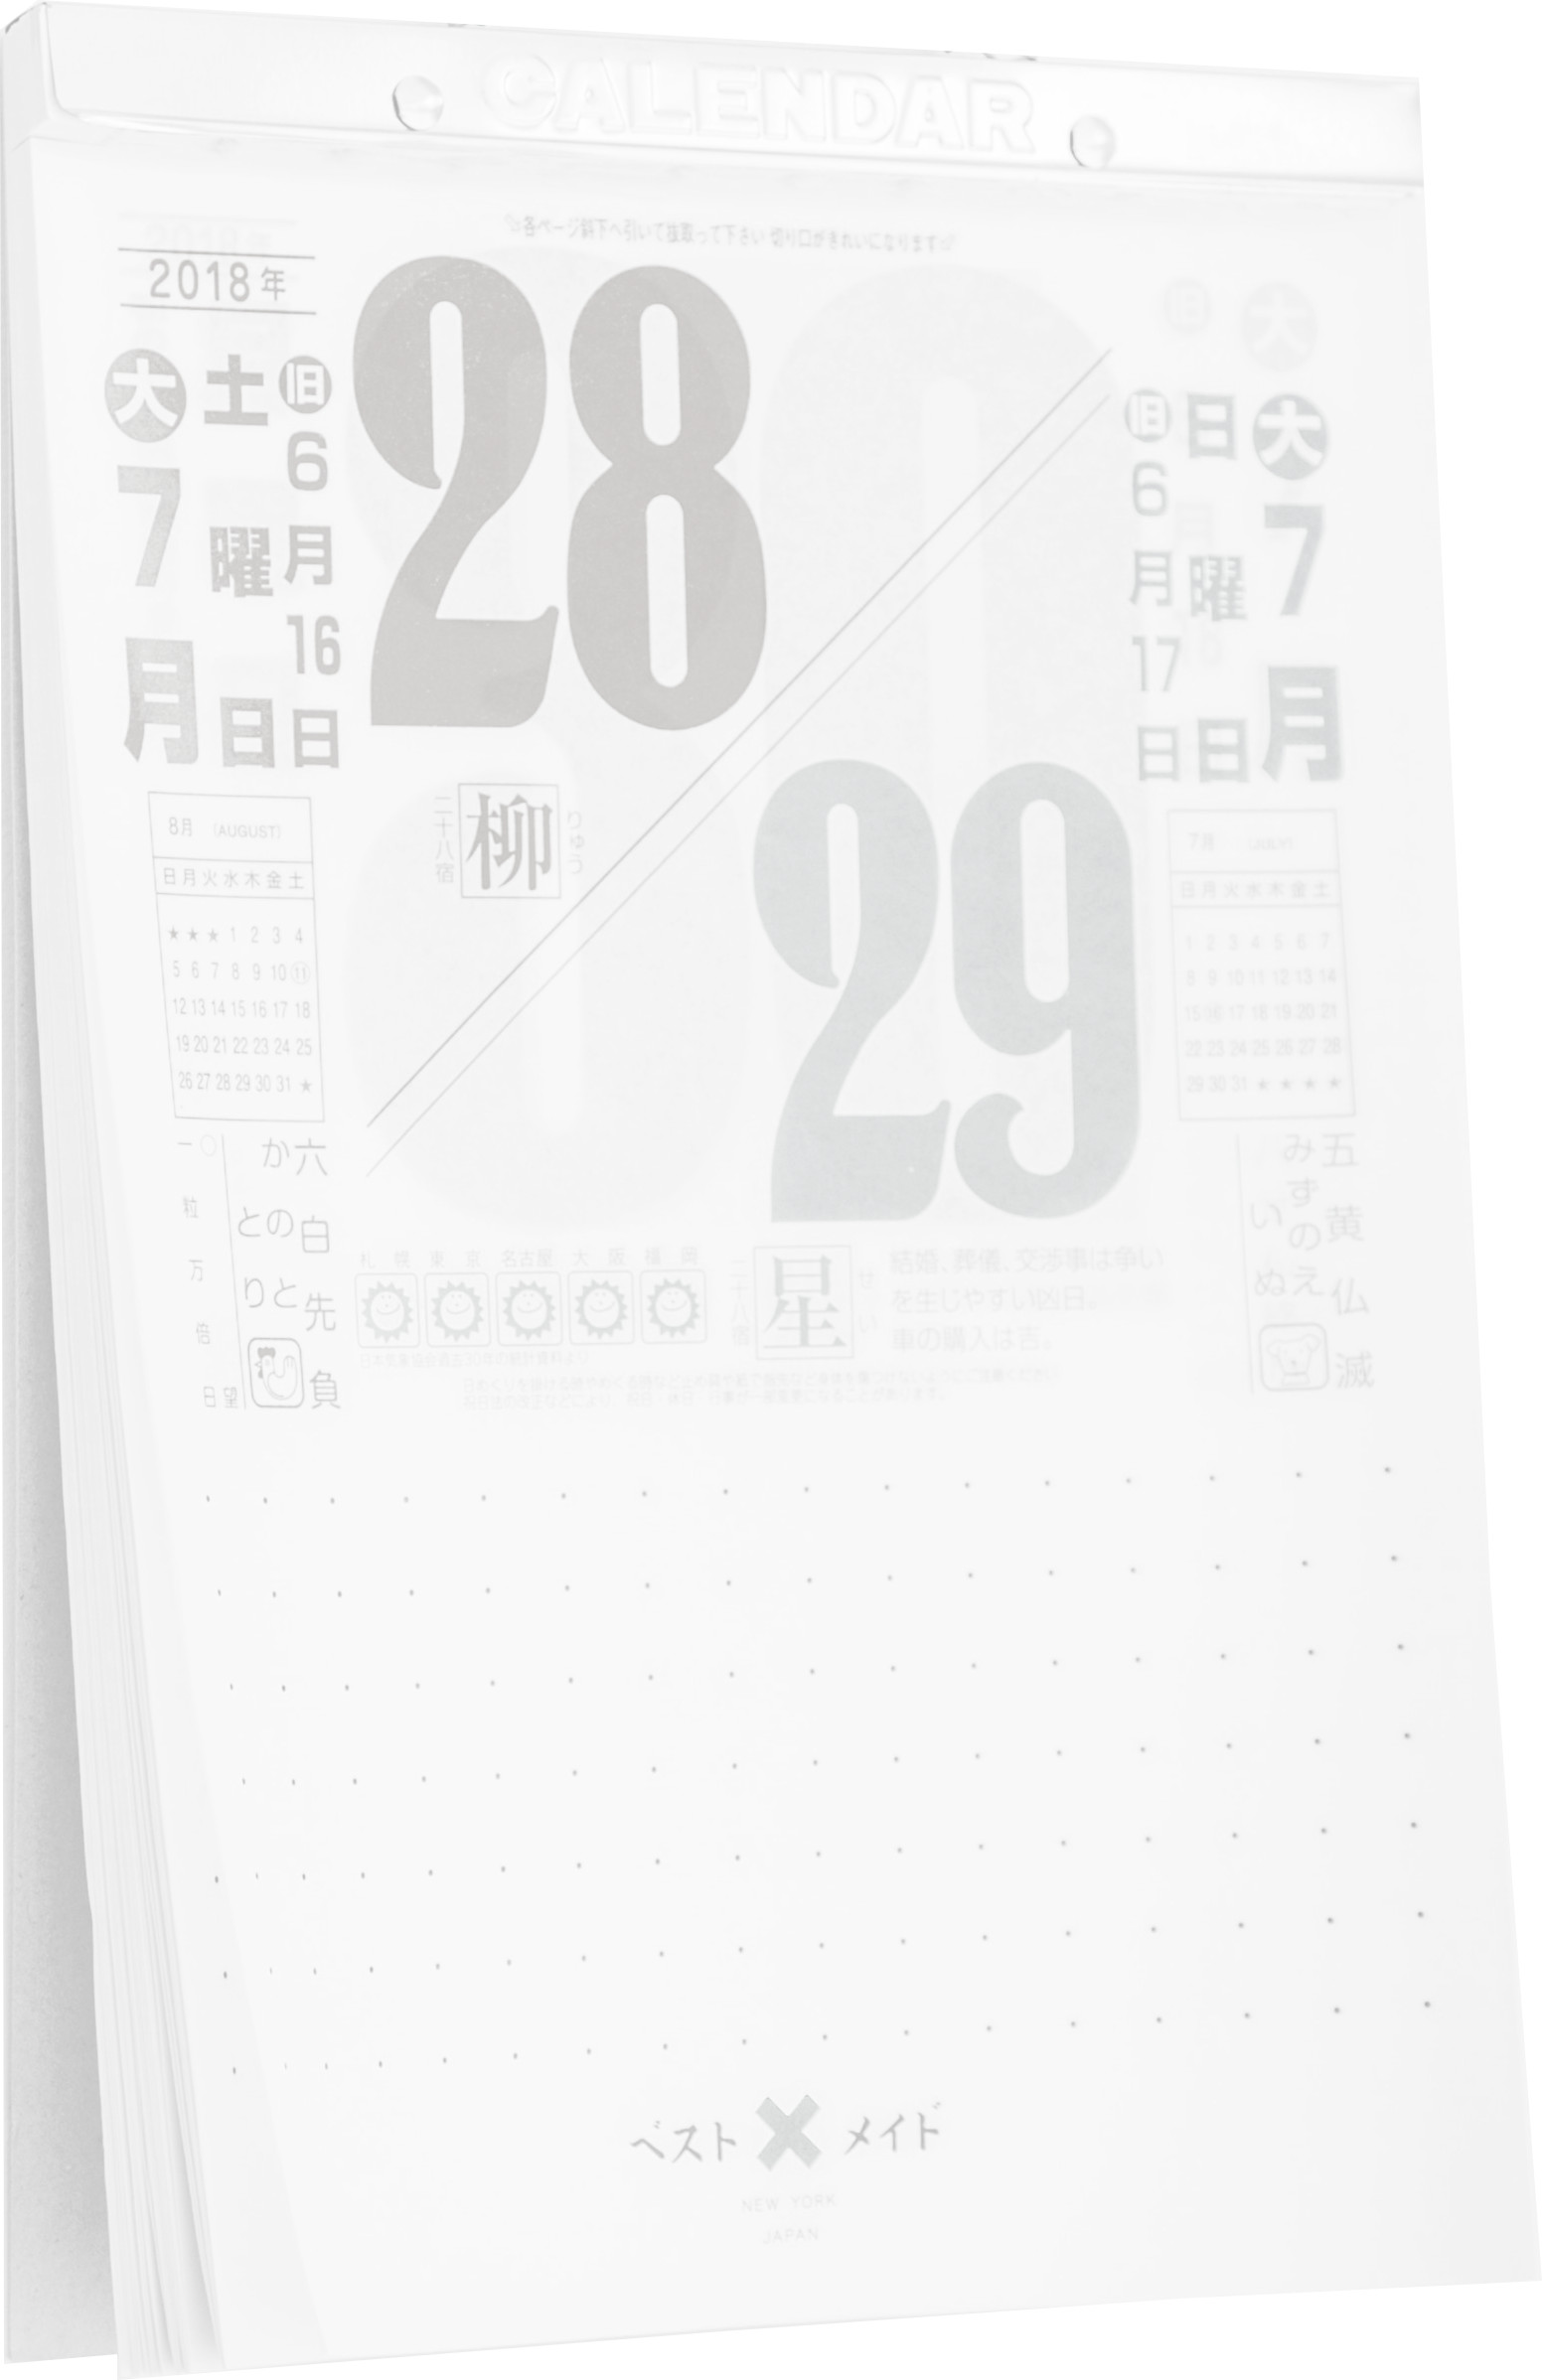 CALENDAR
各ページ斜下へ引いて抜取って下さい 切り口がきれいになります
2018年
大 7月
土曜日
旧 6月16日
28
旧 6月17日
日曜日
大 7月
二十八宿 柳 りゅう
29
8月 (AUGUST)
日月火水木金土
★ ★ ★ 1 2 3 4
5 6 7 8 9 10 11
12 13 14 15 16 17 18
19 20 21 22 23 24 25
26 27 28 29 30 31 ★
7月
日月火水木金土
1 2 3 4 5 6 7
8 9 10 11 12 13 14
15 16 17 18 19 20 21
22 23 24 25 26 27 28
29 30 31 ★ ★ ★ ★
六白 先負
かのと とり
○一粒万倍日
望
札幌 東京 名古屋 大阪 福岡
日本気象協会過去30年の統計資料より
二十八宿 星 せい
結婚、葬儀、交渉事は争い
を生じやすい凶日。
車の購入は吉。
五黄 仏滅
みずのえ
いぬ
ベスト メイド
NEW YORK
JAPAN